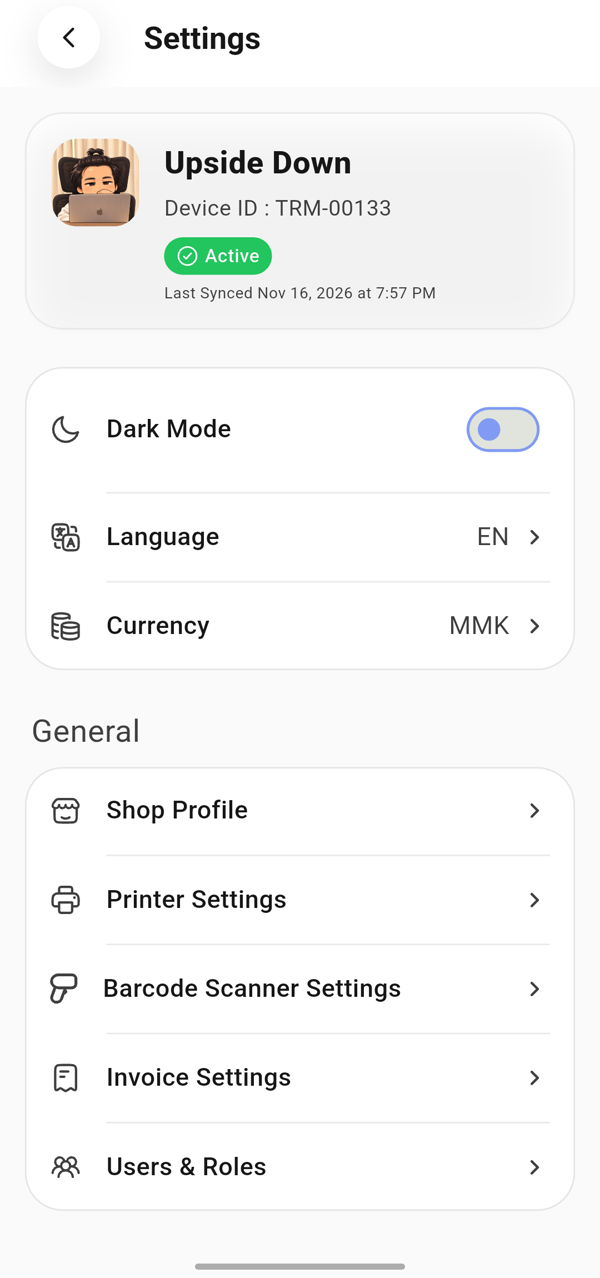 Settings
Upside Down
Device ID : TRM-00133
Active
Last Synced Nov 16, 2026 at 7:57 PM
Dark Mode
Language EN
Currency MMK
General
Shop Profile
Printer Settings
Barcode Scanner Settings
Invoice Settings
Users & Roles